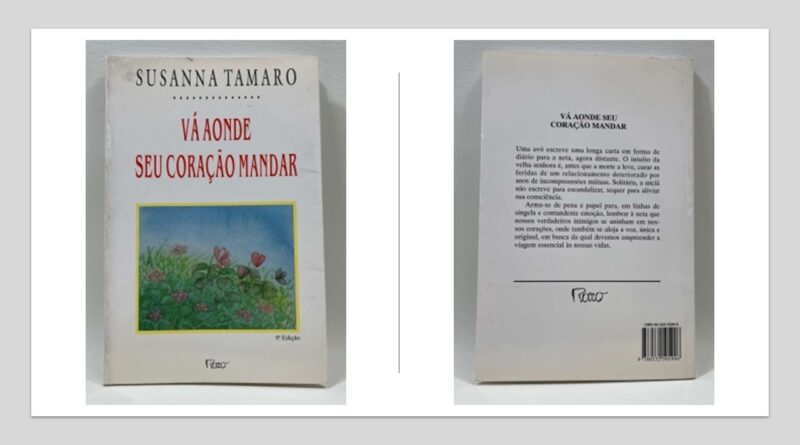 SUSANNA TAMARO
VÁ AONDE
SEU CORAÇÃO MANDAR
9ª Edição
Rocco
VÁ AONDE SEU
CORAÇÃO MANDAR
Uma avó escreve uma longa carta em forma de
diário para a neta, agora distante. O intuito da
velha senhora é, antes que a morte a leve, curar as
feridas de um relacionamento deteriorado por
anos de incompreensões mútuas. Solitária, a anciã
não escreve para escandalizar, sequer para aliviar
sua consciência.
Arma-se de pena e papel para, em linhas de
singela e contundente emoção, lembrar à neta que
nossos verdadeiros inimigos se aninham em nos-
sos corações, onde também se aloja a voz, única e
original, em busca da qual devemos empreender a
viagem essencial às nossas vidas.
Rocco